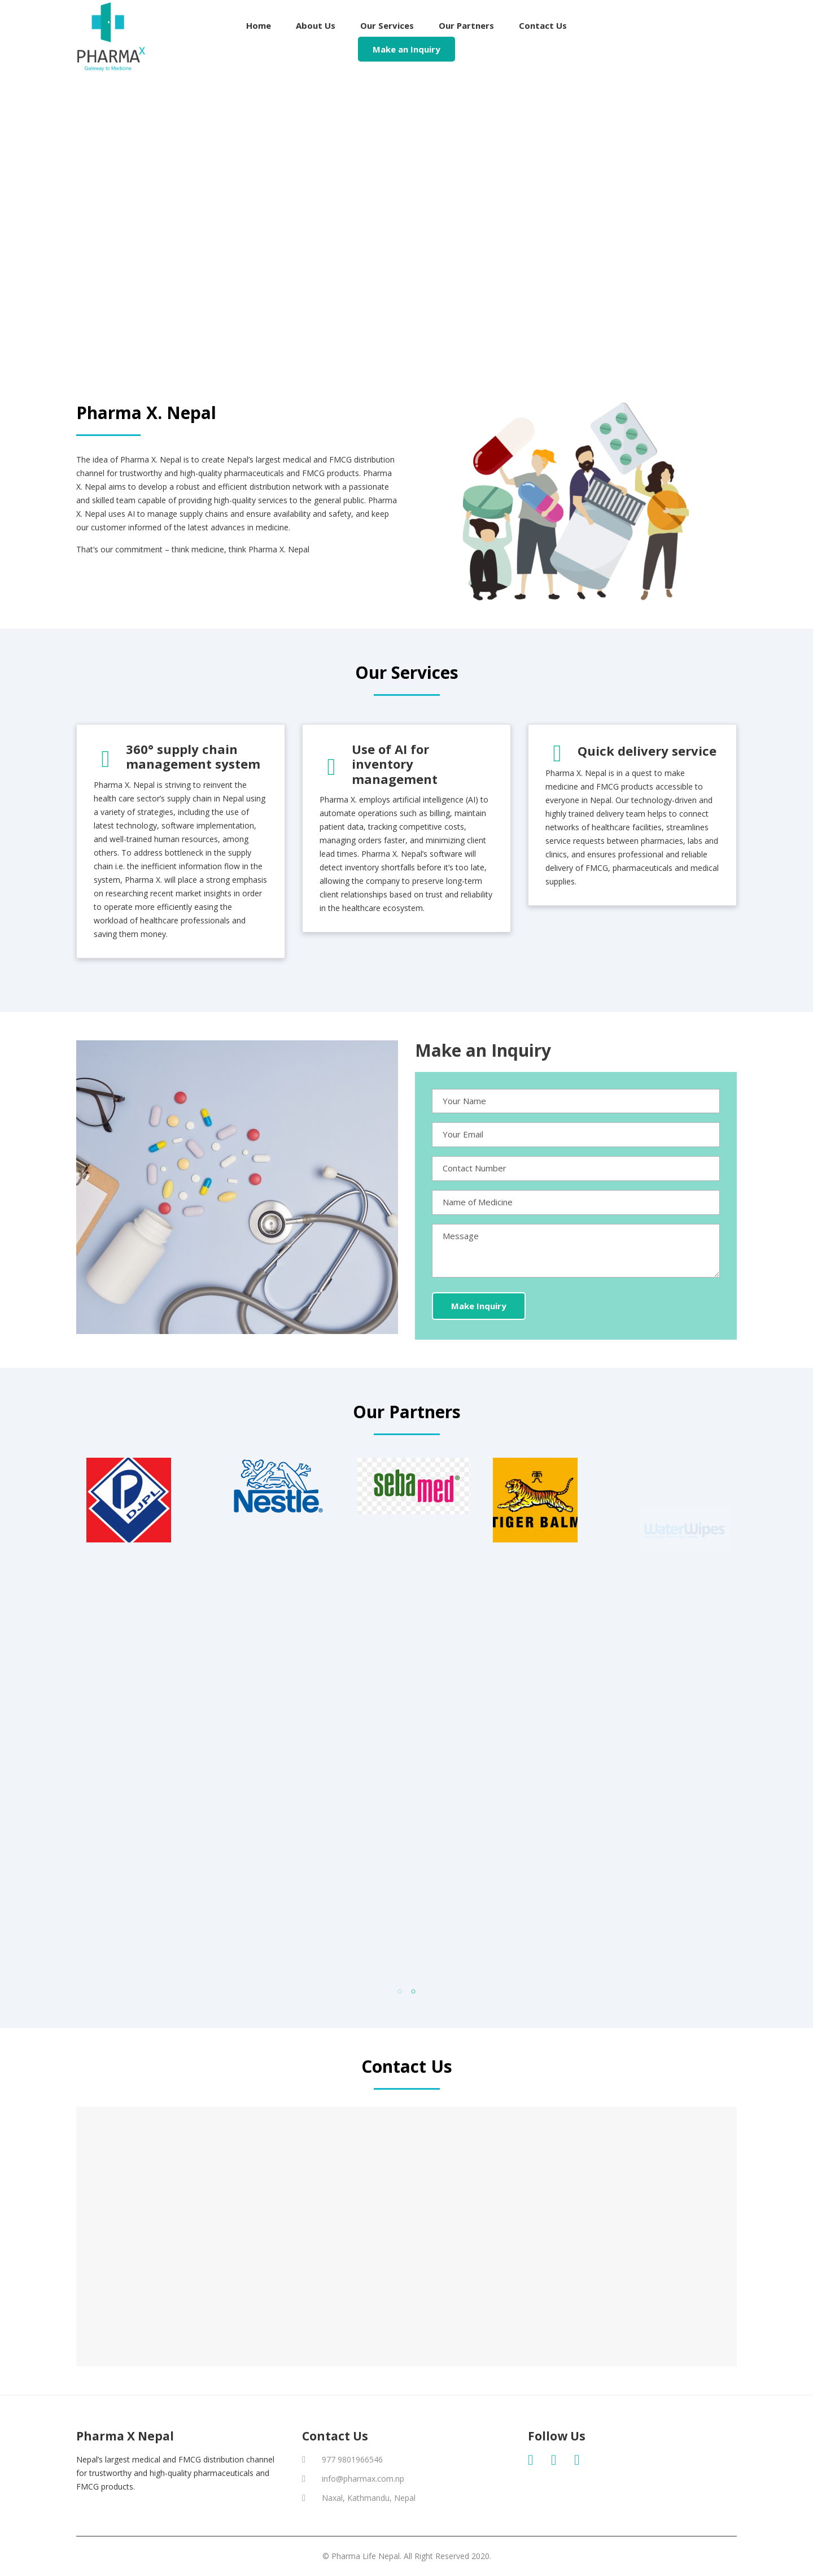 PHARMA X
Gateway to Medicine
Home
About Us
Our Services
Our Partners
Contact Us
Make an Inquiry
Pharma X. Nepal
The idea of Pharma X. Nepal is to create Nepal’s largest medical and FMCG distribution
channel for trustworthy and high-quality pharmaceuticals and FMCG products. Pharma
X. Nepal aims to develop a robust and efficient distribution network with a passionate
and skilled team capable of providing high-quality services to the general public. Pharma
X. Nepal uses AI to manage supply chains and ensure availability and safety, and keep
our customer informed of the latest advances in medicine.
That’s our commitment – think medicine, think Pharma X. Nepal
Our Services
360° supply chain
management system
Pharma X. Nepal is striving to reinvent the
health care sector’s supply chain in Nepal using
a variety of strategies, including the use of
latest technology, software implementation,
and well-trained human resources, among
others. To address bottleneck in the supply
chain i.e. the inefficient information flow in the
system, Pharma X. will place a strong emphasis
on researching recent market insights in order
to operate more efficiently easing the
workload of healthcare professionals and
saving them money.
Use of AI for
inventory
management
Pharma X. employs artificial intelligence (AI) to
automate operations such as billing, maintain
patient data, tracking competitive costs,
managing orders faster, and minimizing client
lead times. Pharma X. Nepal’s software will
detect inventory shortfalls before it’s too late,
allowing the company to preserve long-term
client relationships based on trust and reliability
in the healthcare ecosystem.
Quick delivery service
Pharma X. Nepal is in a quest to make
medicine and FMCG products accessible to
everyone in Nepal. Our technology-driven and
highly trained delivery team helps to connect
networks of healthcare facilities, streamlines
service requests between pharmacies, labs and
clinics, and ensures professional and reliable
delivery of FMCG, pharmaceuticals and medical
supplies.
Make an Inquiry
Your Name
Your Email
Contact Number
Name of Medicine
Message
Make Inquiry
Our Partners
P DJPL
Nestlé
sebamed®
TIGER BALM
WaterWipes
Contact Us
Pharma X Nepal
Nepal’s largest medical and FMCG distribution channel
for trustworthy and high-quality pharmaceuticals and
FMCG products.
Contact Us
977 9801966546
info@pharmax.com.np
Naxal, Kathmandu, Nepal
Follow Us
© Pharma Life Nepal. All Right Reserved 2020.